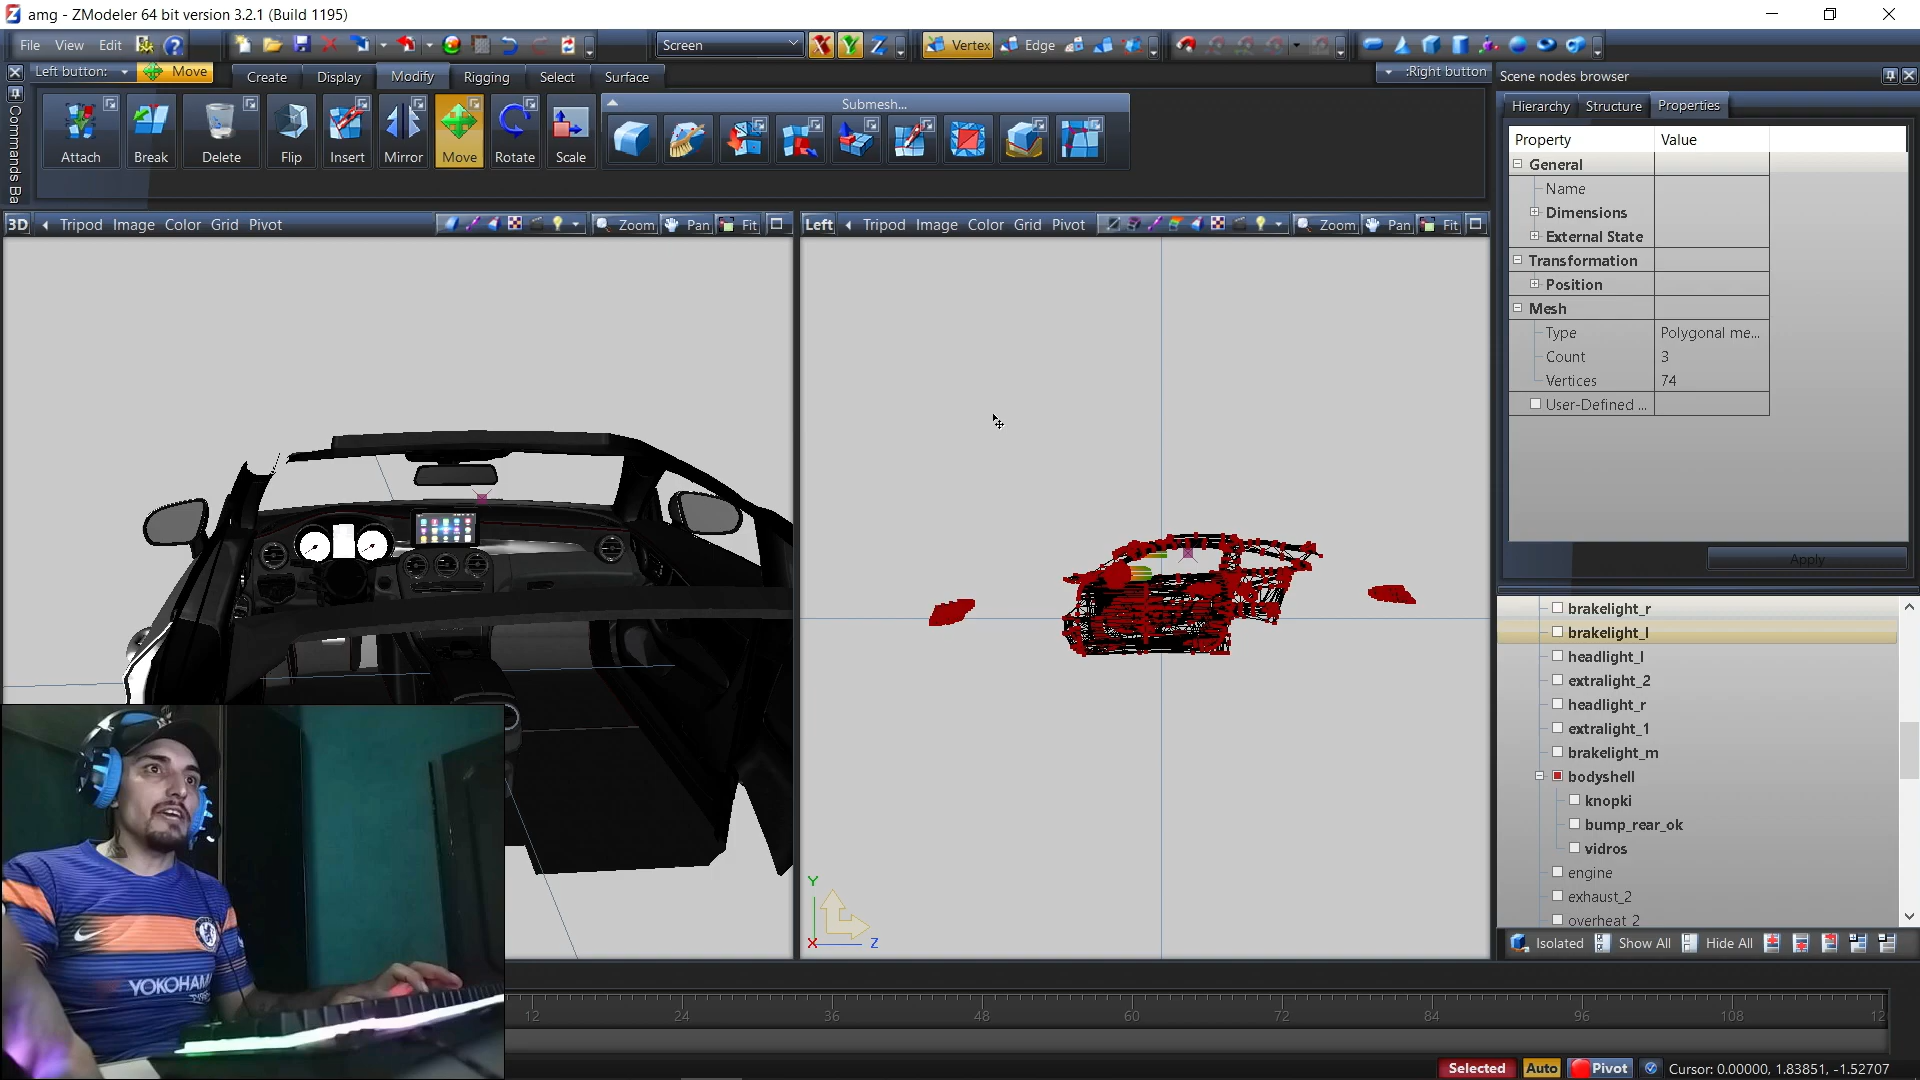 amg - ZModeler 64 bit version 3.2.1 (Build 1195)
File View Edit
Screen
X Y Z
Vertex Edge
Left button: Move
:Right button
Create Display Modify Rigging Select Surface
Submesh...
Attach Break Delete Flip Insert Mirror Move Rotate Scale
Commands Ba
3D Tripod Image Color Grid Pivot Zoom Pan Fit
Left Tripod Image Color Grid Pivot Zoom Pan Fit
Scene nodes browser
Hierarchy Structure Properties
Property Value
General
Name
Dimensions
External State
Transformation
Position
Mesh
Type Polygonal me...
Count 3
Vertices 74
User-Defined ...
Apply
brakelight_r
brakelight_l
headlight_l
extralight_2
headlight_r
extralight_1
brakelight_m
bodyshell
knopki
bump_rear_ok
vidros
engine
exhaust_2
overheat_2
Isolated Show All Hide All
Y
X Z
YOKOHAMA
12 24 36 48 60 72 84 96 108 12
Selected Auto Pivot Cursor: 0.00000, 1.83851, -1.52707